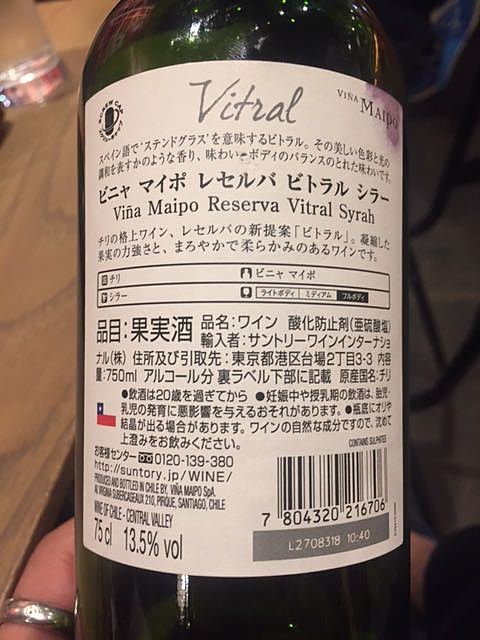 SCREW CAP
Vitral
VIÑA MAIPO
スペイン語で"ステンドグラス"を意味するビトラル。その美しい色彩と光の
調和を表すかのような香り、味わい・ボディのバランスのとれた味わいです。
ビニャ マイポ レセルバ ビトラル シラー
Viña Maipo Reserva Vitral Syrah
チリの格上ワイン、レセルバの新提案「ビトラル」。凝縮した
果実の力強さと、まろやかで柔らかみのあるワインです。
チリ ビニャ マイポ
シラー ライトボディ ミディアム フルボディ
品目:果実酒 品名:ワイン 酸化防止剤(亜硫酸塩)
輸入者:サントリーワインインターナショ
ナル(株) 住所及び引取先:東京都港区台場2丁目3-3 内容
量:750ml アルコール分 裏ラベル下部に記載 原産国名:チリ
●飲酒は20歳を過ぎてから ●妊娠中や授乳期の飲酒は、胎児・
乳児の発育に悪影響を与えるおそれがあります。●瓶底にオリや
結晶が出る場合があります。ワインの自然な成分ですので、沈めて
上澄みをお飲みください。
CONTAINS SULPHITES
お客様センター 0120-139-380
http://suntory.jp/WINE/
PRODUCED AND BOTTLED IN CHILE BY, VIÑA MAIPO SpA.
AV. VIRGINIA SUBERCASEAUX 210, PIRQUE, SANTIAGO, CHILE
WINE OF CHILE - CENTRAL VALLEY
75 cl 13.5% vol
7 804320 216706
L2708318 10:40